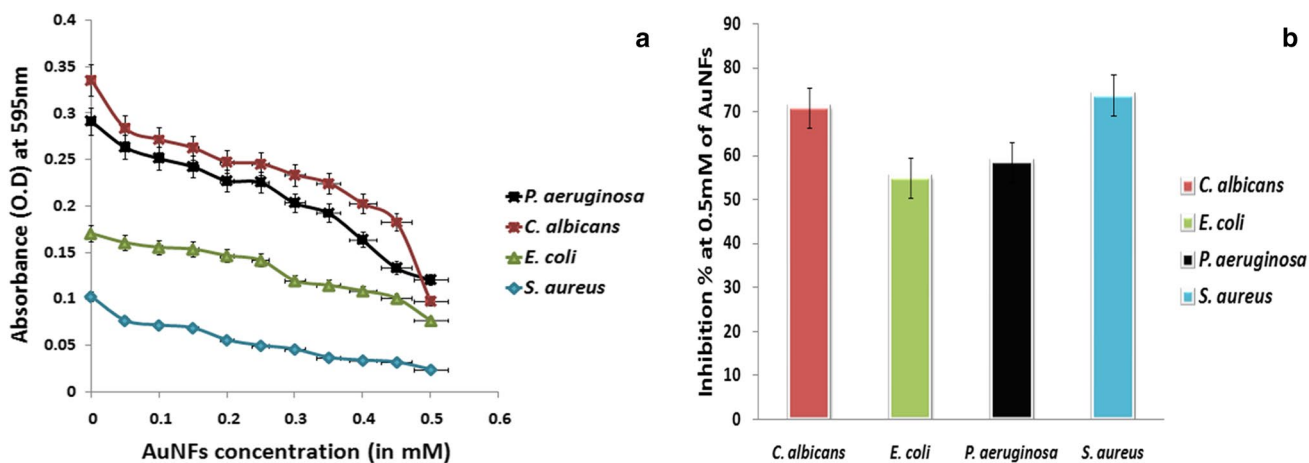 a
Absorbance (O.D) at 595nm
0.4
0.35
0.3
0.25
0.2
0.15
0.1
0.05
0
0 0.1 0.2 0.3 0.4 0.5 0.6
AuNFs concentration (in mM)
P. aeruginosa
C. albicans
E. coli
S. aureus
b
Inhibition % at 0.5mM of AuNFs
90
80
70
60
50
40
30
20
10
0
C. albicans E. coli P. aeruginosa S. aureus
C. albicans
E. coli
P. aeruginosa
S. aureus